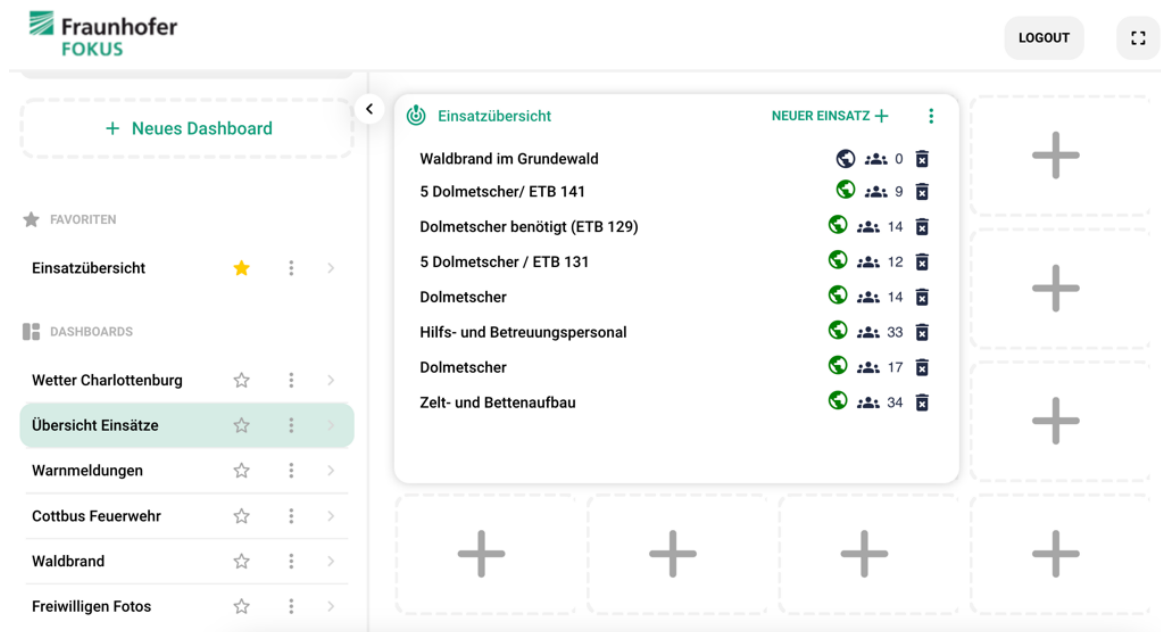 Fraunhofer
FOKUS
LOGOUT
+ Neues Dashboard
FAVORITEN
Einsatzübersicht
DASHBOARDS
Wetter Charlottenburg
Übersicht Einsätze
Warnmeldungen
Cottbus Feuerwehr
Waldbrand
Freiwilligen Fotos
Einsatzübersicht NEUER EINSATZ +
Waldbrand im Grundewald 0
5 Dolmetscher/ ETB 141 9
Dolmetscher benötigt (ETB 129) 14
5 Dolmetscher / ETB 131 12
Dolmetscher 14
Hilfs- und Betreuungspersonal 33
Dolmetscher 17
Zelt- und Bettenaufbau 34